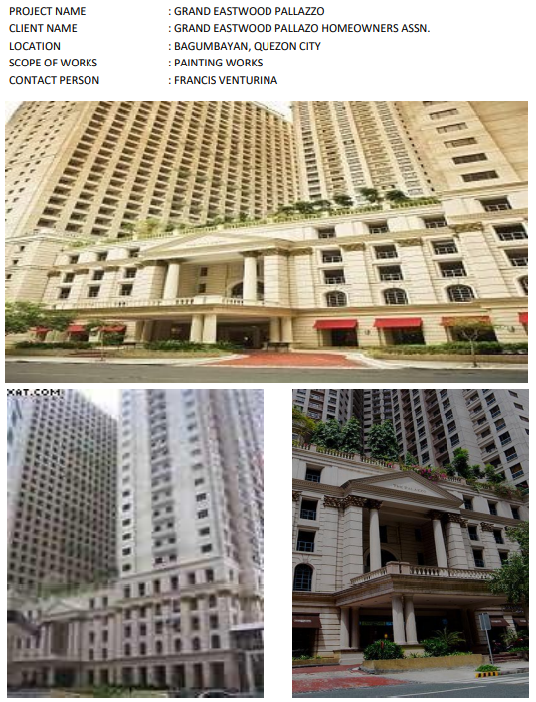 PROJECT NAME : GRAND EASTWOOD PALLAZZO
CLIENT NAME : GRAND EASTWOOD PALLAZO HOMEOWNERS ASSN.
LOCATION : BAGUMBAYAN, QUEZON CITY
SCOPE OF WORKS : PAINTING WORKS
CONTACT PERSON : FRANCIS VENTURINA
XAT.COM